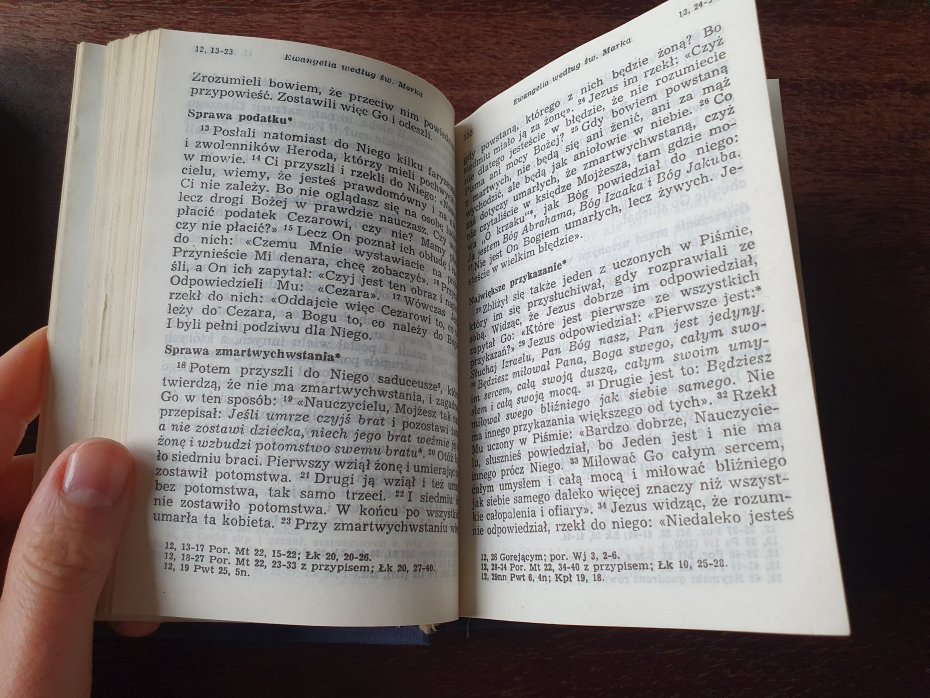 12, 13-23
Ewangelia według św. Marka
Zrozumieli bowiem, że przeciw nim powiedział
przypowieść. Zostawili więc Go i odeszli.
Sprawa podatku*
13 Posłali natomiast do Niego kilku faryzeuszów
i zwolenników Heroda, którzy mieli pochwycić
w mowie. 14 Ci przyszli i rzekli do Niego: «Nauczy-
cielu, wiemy, że jesteś prawdomówny i na
Ci nie zależy. Bo nie oglądasz się na osobę
lecz drogi Bożej w prawdzie nauczasz. Czy
płacić podatek Cezarowi, czy nie? Mamy
czy nie płacić?» 15 Lecz On poznał ich obłudę i
do nich: «Czemu Mnie wystawiacie na
Przynieście Mi denara, chcę zobaczyć». 16
śli, a On ich zapytał: «Czyj jest ten obraz i
Odpowiedzieli Mu: «Cezara». 17 Wówczas
rzekł do nich: «Oddajcie więc Cezarowi to, co
leży do Cezara, a Bogu to, co należy do
I byli pełni podziwu dla Niego.
Sprawa zmartwychwstania*
18 Potem przyszli do Niego saduceusze
twierdzą, że nie ma zmartwychwstania, i
Go w ten sposób: 19 «Nauczycielu, Mojżesz tak
przepisał: Jeśli umrze czyjś brat i pozostawi
a nie zostawi dziecka, niech jego brat weźmie
żonę i wzbudzi potomstwo swemu bratu*. 20 Otóż
ło siedmiu braci. Pierwszy wziął żonę i umierając
zostawił potomstwa. 21 Drugi ją wziął i też
bez potomstwa, tak samo trzeci. 22 I siedmiu
nie zostawiło potomstwa. W końcu po
umarła ta kobieta. 23 Przy zmartwychwstaniu
12, 13-17 Por. Mt 22, 15-22; Łk 20, 20-26.
12, 18-27 Por. Mt 22, 23-33 z przypisem; Łk 20, 27-40.
12, 19 Pwt 25, 5n.
12, 24-3
Ewangelia według św. Marka
gdy powstaną, którego z nich będzie żoną? Bo
siedmiu miało ją za żonę». 24 Jezus im rzekł: «Czyż
nie dlatego jesteście w błędzie, że nie rozumiecie
Pisma ani mocy Bożej? 25 Gdy bowiem powstaną
z martwych, nie będą się ani żenić, ani za mąż
wychodzić, ale będą jak aniołowie w niebie. 26 Co
zaś dotyczy umarłych, że zmartwychwstaną, czyż
nie czytaliście w księdze Mojżesza, tam gdzie mo-
wa «O krzaku"», jak Bóg powiedział do niego:
Ja jestem Bóg Abrahama, Bóg Izaaka i Bóg Jakuba.
27 Nie jest On Bogiem umarłych, lecz żywych. Je-
steście w wielkim błędzie».
Największe przykazanie*
28 Zbliżył się także jeden z uczonych w Piśmie,
który im się przysłuchiwał, gdy rozprawiali ze
sobą. Widząc, że Jezus dobrze im odpowiedział,
zapytał Go: «Które jest pierwsze ze wszystkich
przykazań?» 29 Jezus odpowiedział: «Pierwsze jest:*
Słuchaj Izraelu, Pan Bóg nasz, Pan jest jedyny.
30 Będziesz miłował Pana, Boga swego, całym swo-
im sercem, całą swoją duszą, całym swoim umy-
słem i całą swoją mocą. 31 Drugie jest to: Będziesz
miłował swego bliźniego jak siebie samego. Nie
ma innego przykazania większego od tych». 32 Rzekł
Mu uczony w Piśmie: «Bardzo dobrze, Nauczycie-
lu, słusznieś powiedział, bo Jeden jest i nie ma
innego prócz Niego. 33 Miłować Go całym sercem,
całym umysłem i całą mocą i miłować bliźniego
jak siebie samego daleko więcej znaczy niż wszyst-
kie całopalenia i ofiary». 34 Jezus widząc, że rozum-
nie odpowiedział, rzekł do niego: «Niedaleko jesteś
12, 26 Gorejącym; por. Wj 3, 2-6.
12, 28-34 Por. Mt 22, 34-40 z przypisem; Łk 10, 25-28.
12, 29nn Pwt 6, 4n; Kpł 19, 18.